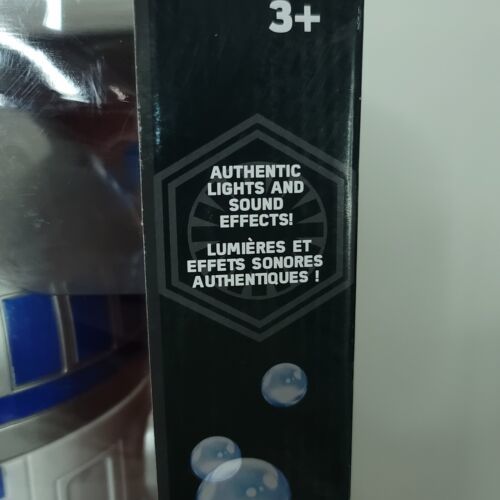 3+
AUTHENTIC
LIGHTS AND
SOUND
EFFECTS!
LUMIÈRES ET
EFFETS SONORES
AUTHENTIQUES !